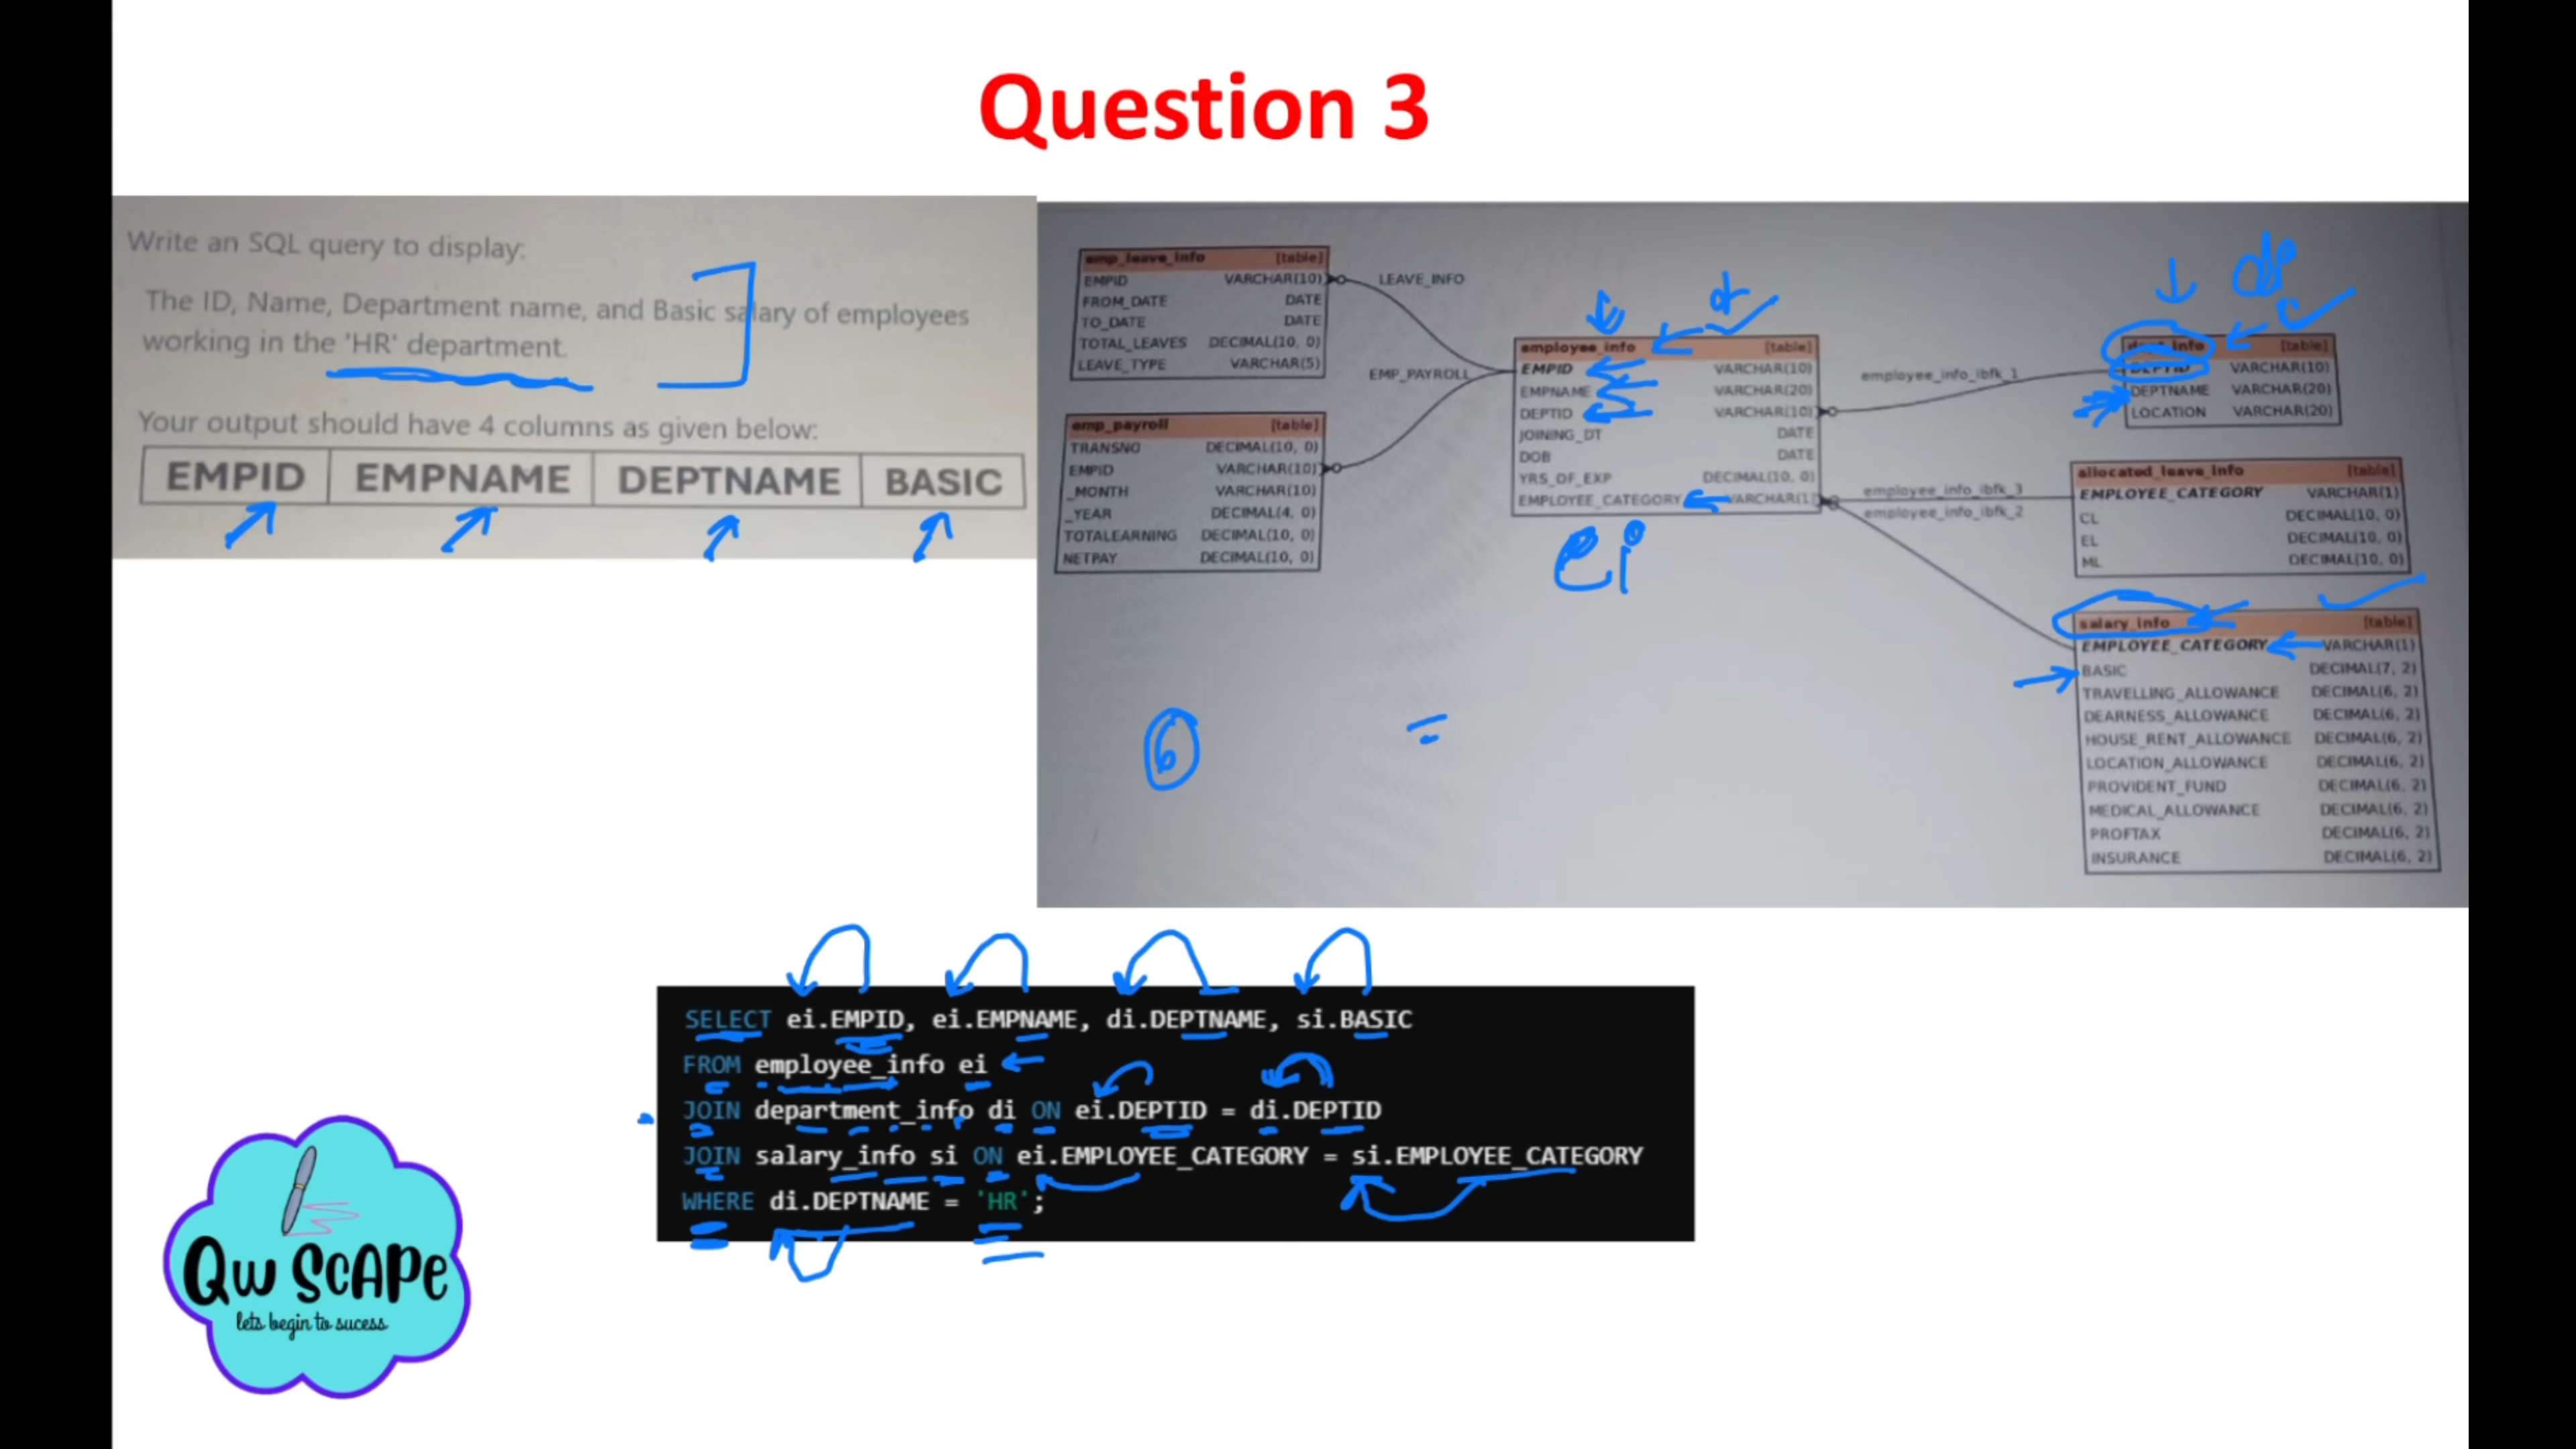 Question 3
Write an SQL query to display:
The ID, Name, Department name, and Basic salary of employees
working in the 'HR' department.
Your output should have 4 columns as given below:
EMPID EMPNAME DEPTNAME BASIC
emp_leave_info [table]
EMPID VARCHAR(10)
FROM_DATE DATE
TO_DATE DATE
TOTAL_LEAVES DECIMAL(10, 0)
LEAVE_TYPE VARCHAR(5)
LEAVE_INFO
EMP_PAYROLL
emp_payroll [table]
TRANSNO DECIMAL(10, 0)
EMPID VARCHAR(10)
_MONTH VARCHAR(10)
_YEAR DECIMAL(4, 0)
TOTALEARNING DECIMAL(10, 0)
NETPAY DECIMAL(10, 0)
employee_info [table]
EMPID VARCHAR(10)
EMPNAME VARCHAR(20)
DEPTID VARCHAR(10)
JOINING_DT DATE
DOB DATE
YRS_OF_EXP DECIMAL(10, 0)
EMPLOYEE_CATEGORY VARCHAR(1)
ei
employee_info_ibfk_1
employee_info_ibfk_3
employee_info_ibfk_2
[table]
DEPTID VARCHAR(10)
DEPTNAME VARCHAR(20)
LOCATION VARCHAR(20)
allocated_leave_info [table]
EMPLOYEE_CATEGORY VARCHAR(1)
CL DECIMAL(10, 0)
EL DECIMAL(10, 0)
ML DECIMAL(10, 0)
salary_info [table]
EMPLOYEE_CATEGORY VARCHAR(1)
BASIC DECIMAL(7, 2)
TRAVELLING_ALLOWANCE DECIMAL(6, 2)
DEARNESS_ALLOWANCE DECIMAL(6, 2)
HOUSE_RENT_ALLOWANCE DECIMAL(6, 2)
LOCATION_ALLOWANCE DECIMAL(6, 2)
PROVIDENT_FUND DECIMAL(6, 2)
MEDICAL_ALLOWANCE DECIMAL(6, 2)
PROFTAX DECIMAL(6, 2)
INSURANCE DECIMAL(6, 2)
6
SELECT ei.EMPID, ei.EMPNAME, di.DEPTNAME, si.BASIC
FROM employee_info ei
JOIN department_info di ON ei.DEPTID = di.DEPTID
JOIN salary_info si ON ei.EMPLOYEE_CATEGORY = si.EMPLOYEE_CATEGORY
WHERE di.DEPTNAME = 'HR';
Qw ScAPe
lets begin to sucess